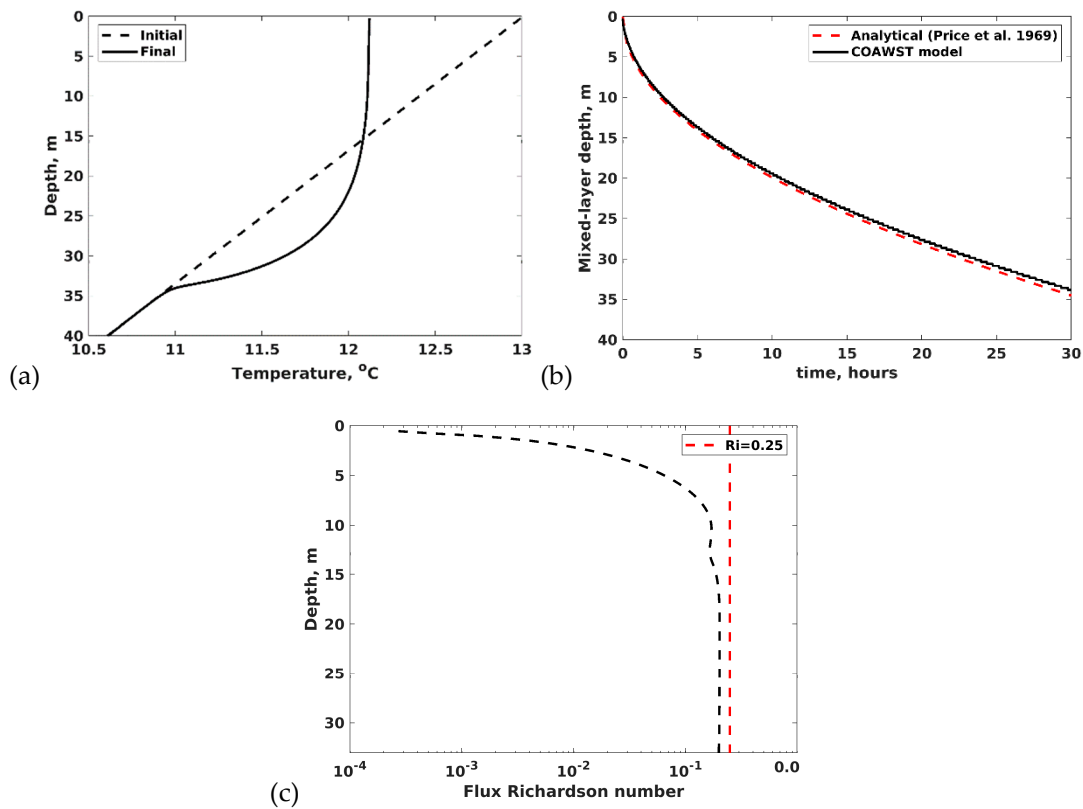 0
5
10
15
20
25
30
35
40
Depth, m
Initial
Final
10.5 11 11.5 12 12.5 13
Temperature, °C
(a)
0
5
10
15
20
25
30
35
40
Mixed-layer depth, m
Analytical (Price et al. 1969)
COAWST model
0 5 10 15 20 25 30
time, hours
(b)
0
5
10
15
20
25
30
Depth, m
Ri=0.25
10⁻⁴ 10⁻³ 10⁻² 10⁻¹ 0.0
Flux Richardson number
(c)